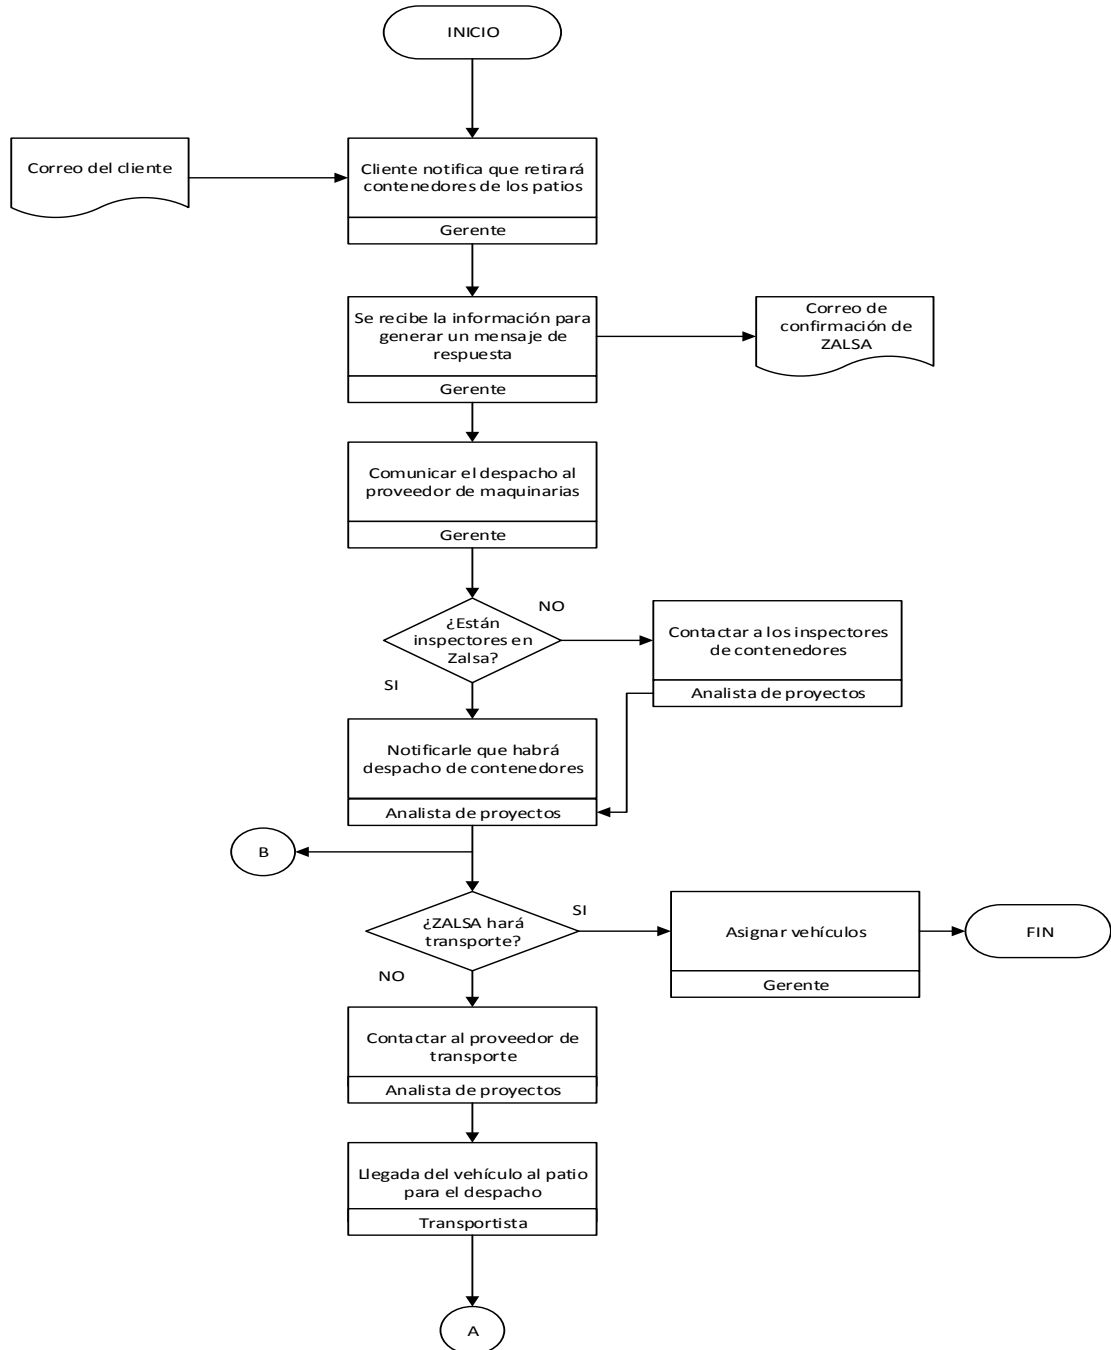 INICIO
Correo del cliente
Cliente notifica que retirará
contenedores de los patios
Gerente
Se recibe la información para
generar un mensaje de
respuesta
Gerente
Correo de
confirmación de
ZALSA
Comunicar el despacho al
proveedor de maquinarias
Gerente
¿Están
inspectores en
Zalsa?
NO
Contactar a los inspectores
de contenedores
Analista de proyectos
SI
Notificarle que habrá
despacho de contenedores
Analista de proyectos
B
¿ZALSA hará
transporte?
SI
Asignar vehículos
Gerente
FIN
NO
Contactar al proveedor de
transporte
Analista de proyectos
Llegada del vehículo al patio
para el despacho
Transportista
A